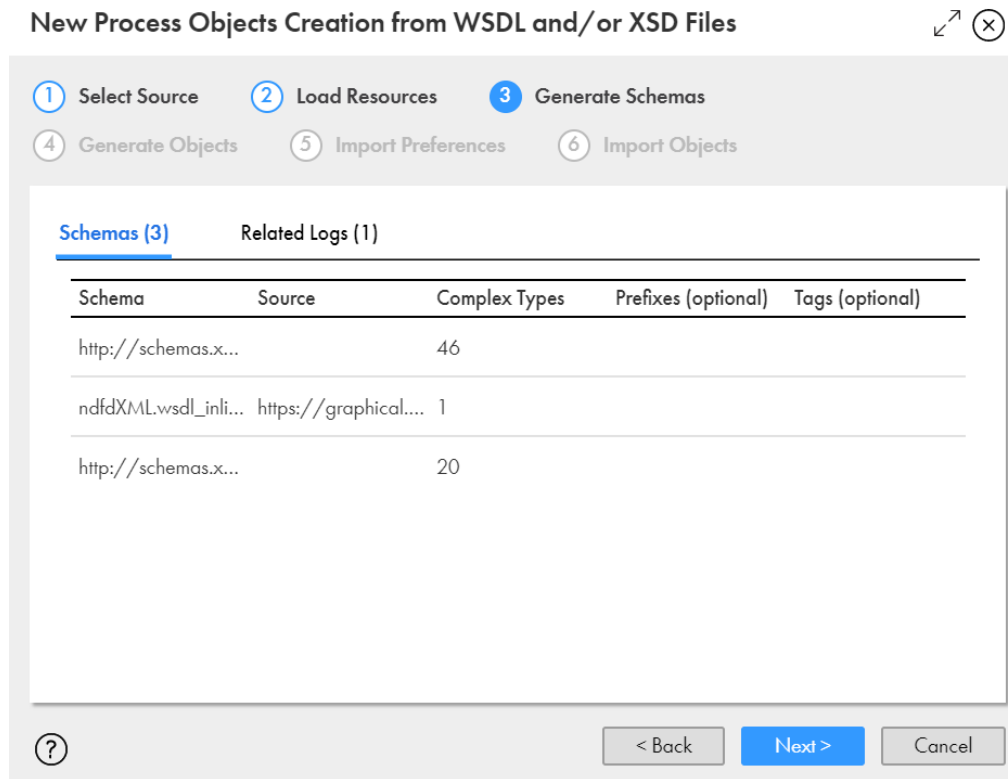 New Process Objects Creation from WSDL and/or XSD Files
1 Select Source 2 Load Resources 3 Generate Schemas
4 Generate Objects 5 Import Preferences 6 Import Objects
Schemas (3) Related Logs (1)
Schema Source Complex Types Prefixes (optional) Tags (optional)
http://schemas.x... 46
ndfdXML.wsdl_inli... https://graphical.... 1
http://schemas.x... 20
? < Back Next > Cancel